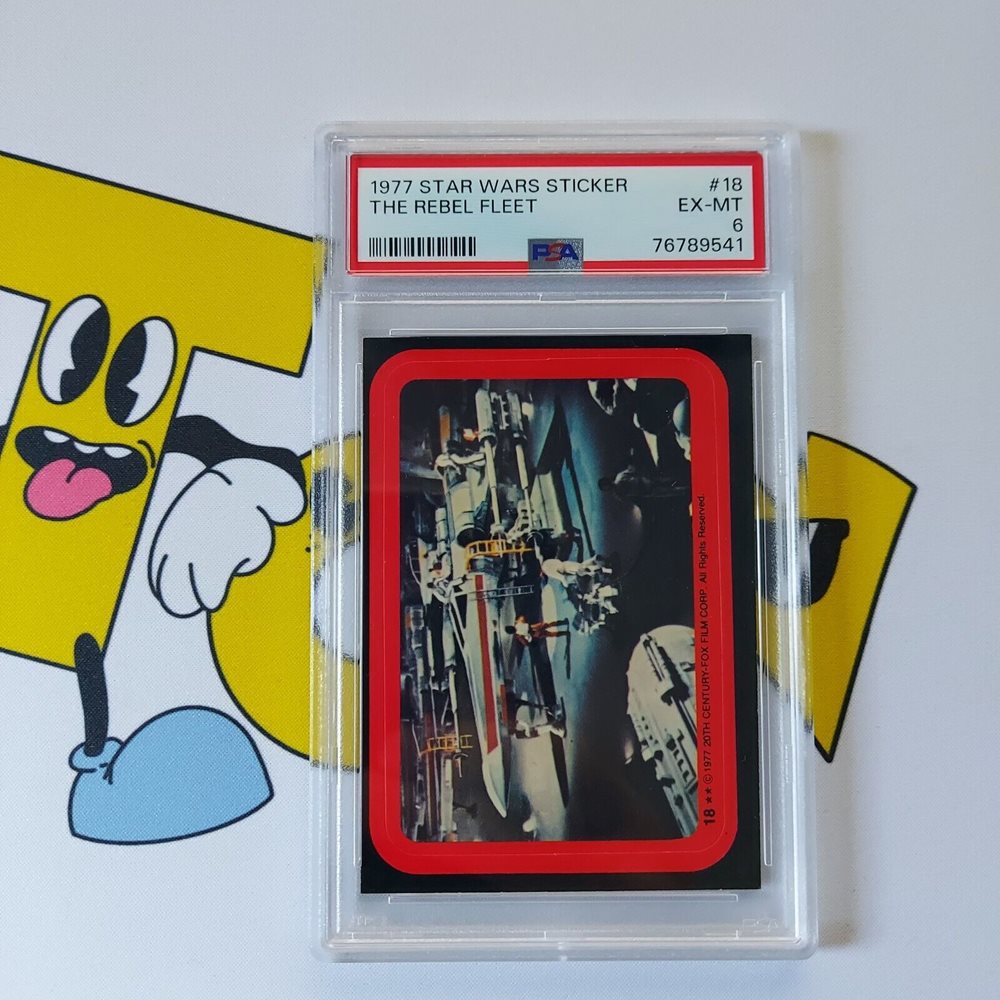 1977 STAR WARS STICKER #18
THE REBEL FLEET EX-MT
6
PSA 76789541
18 ★★ © 1977 20TH CENTURY-FOX FILM CORP. All Rights Reserved.
PSA